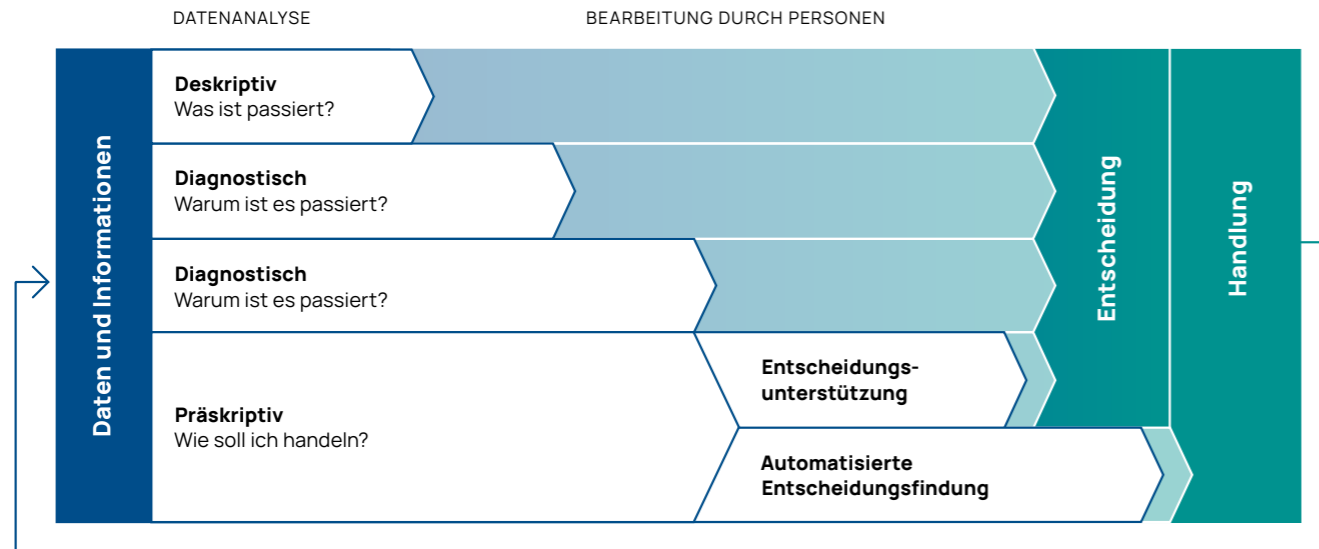 DATENANALYSE
BEARBEITUNG DURCH PERSONEN
Daten und Informationen
Deskriptiv
Was ist passiert?
Diagnostisch
Warum ist es passiert?
Diagnostisch
Warum ist es passiert?
Präskriptiv
Wie soll ich handeln?
Entscheidungs-
unterstützung
Automatisierte
Entscheidungsfindung
Entscheidung
Handlung